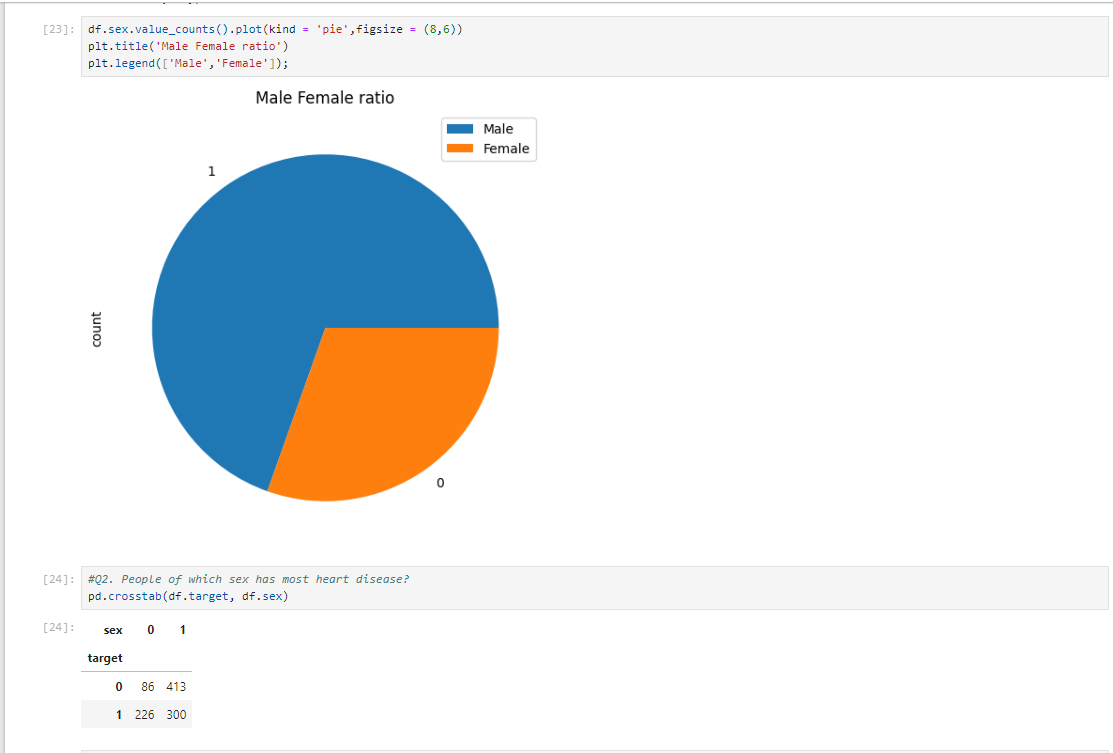 [23]: df.sex.value_counts().plot(kind = 'pie',figsize = (8,6))
plt.title('Male Female ratio')
plt.legend(['Male','Female']);
Male Female ratio
Male
Female
1
count
0
[24]: #Q2. People of which sex has most heart disease?
pd.crosstab(df.target, df.sex)
[24]: sex 0 1
target
0 86 413
1 226 300